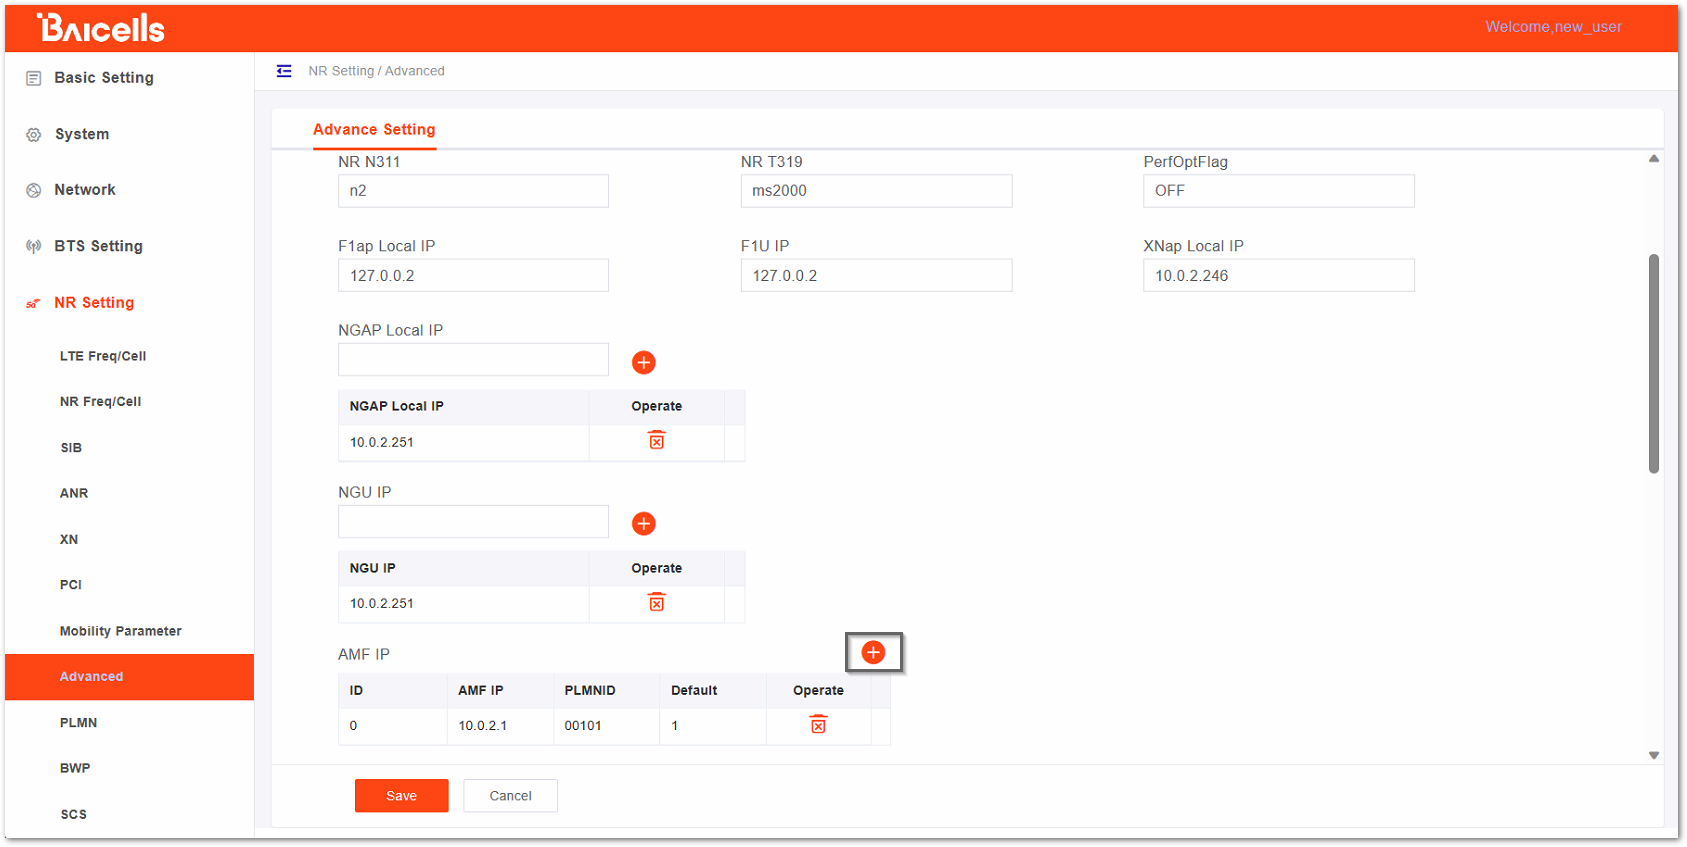 Baicells
Welcome,new_user
Basic Setting
System
Network
BTS Setting
5G
NR Setting
LTE Freq/Cell
NR Freq/Cell
SIB
ANR
XN
PCI
Mobility Parameter
Advanced
PLMN
BWP
SCS
NR Setting / Advanced
Advance Setting
NR N311 NR T319 PerfOptFlag
n2 ms2000 OFF
F1ap Local IP F1U IP XNap Local IP
127.0.0.2 127.0.0.2 10.0.2.246
NGAP Local IP
NGAP Local IP Operate
10.0.2.251
NGU IP
NGU IP Operate
10.0.2.251
AMF IP
ID AMF IP PLMNID Default Operate
0 10.0.2.1 00101 1
Save Cancel